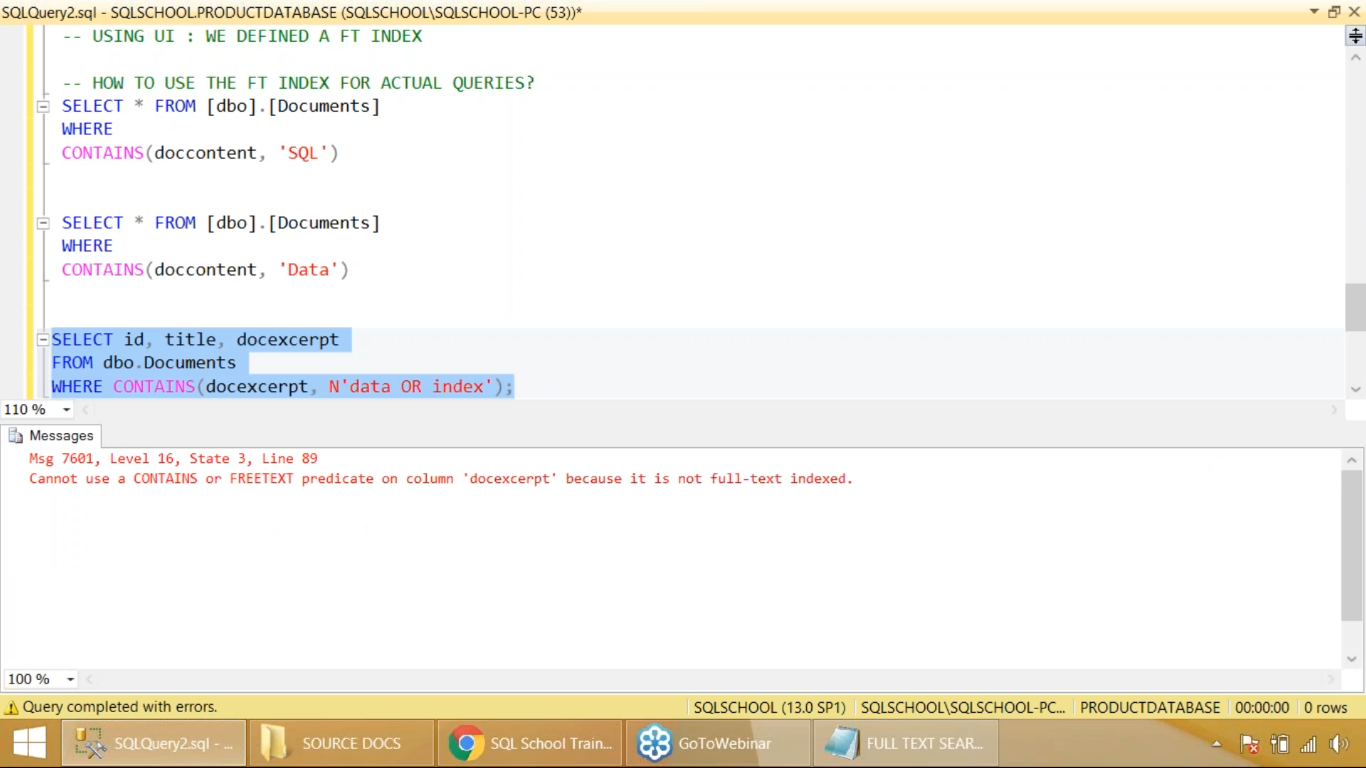 SQLQuery2.sql - SQLSCHOOL.PRODUCTDATABASE (SQLSCHOOL\SQLSCHOOL-PC (53))*
-- USING UI : WE DEFINED A FT INDEX
-- HOW TO USE THE FT INDEX FOR ACTUAL QUERIES?
SELECT * FROM [dbo].[Documents]
WHERE
CONTAINS(doccontent, 'SQL')
SELECT * FROM [dbo].[Documents]
WHERE
CONTAINS(doccontent, 'Data')
SELECT id, title, docexcerpt
FROM dbo.Documents
WHERE CONTAINS(docexcerpt, N'data OR index');
110 %
Messages
Msg 7601, Level 16, State 3, Line 89
Cannot use a CONTAINS or FREETEXT predicate on column 'docexcerpt' because it is not full-text indexed.
100 %
Query completed with errors.
SQLSCHOOL (13.0 SP1)
SQLSCHOOL\SQLSCHOOL-PC...
PRODUCTDATABASE
00:00:00
0 rows
SQLQuery2.sql - ...
SOURCE DOCS
SQL School Train...
GoToWebinar
FULL TEXT SEAR...